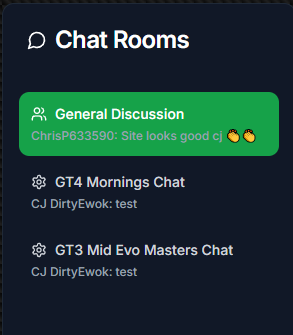 Chat Rooms
General Discussion
ChrisP633590: Site looks good cj 👏👏
GT4 Mornings Chat
CJ DirtyEwok: test
GT3 Mid Evo Masters Chat
CJ DirtyEwok: test